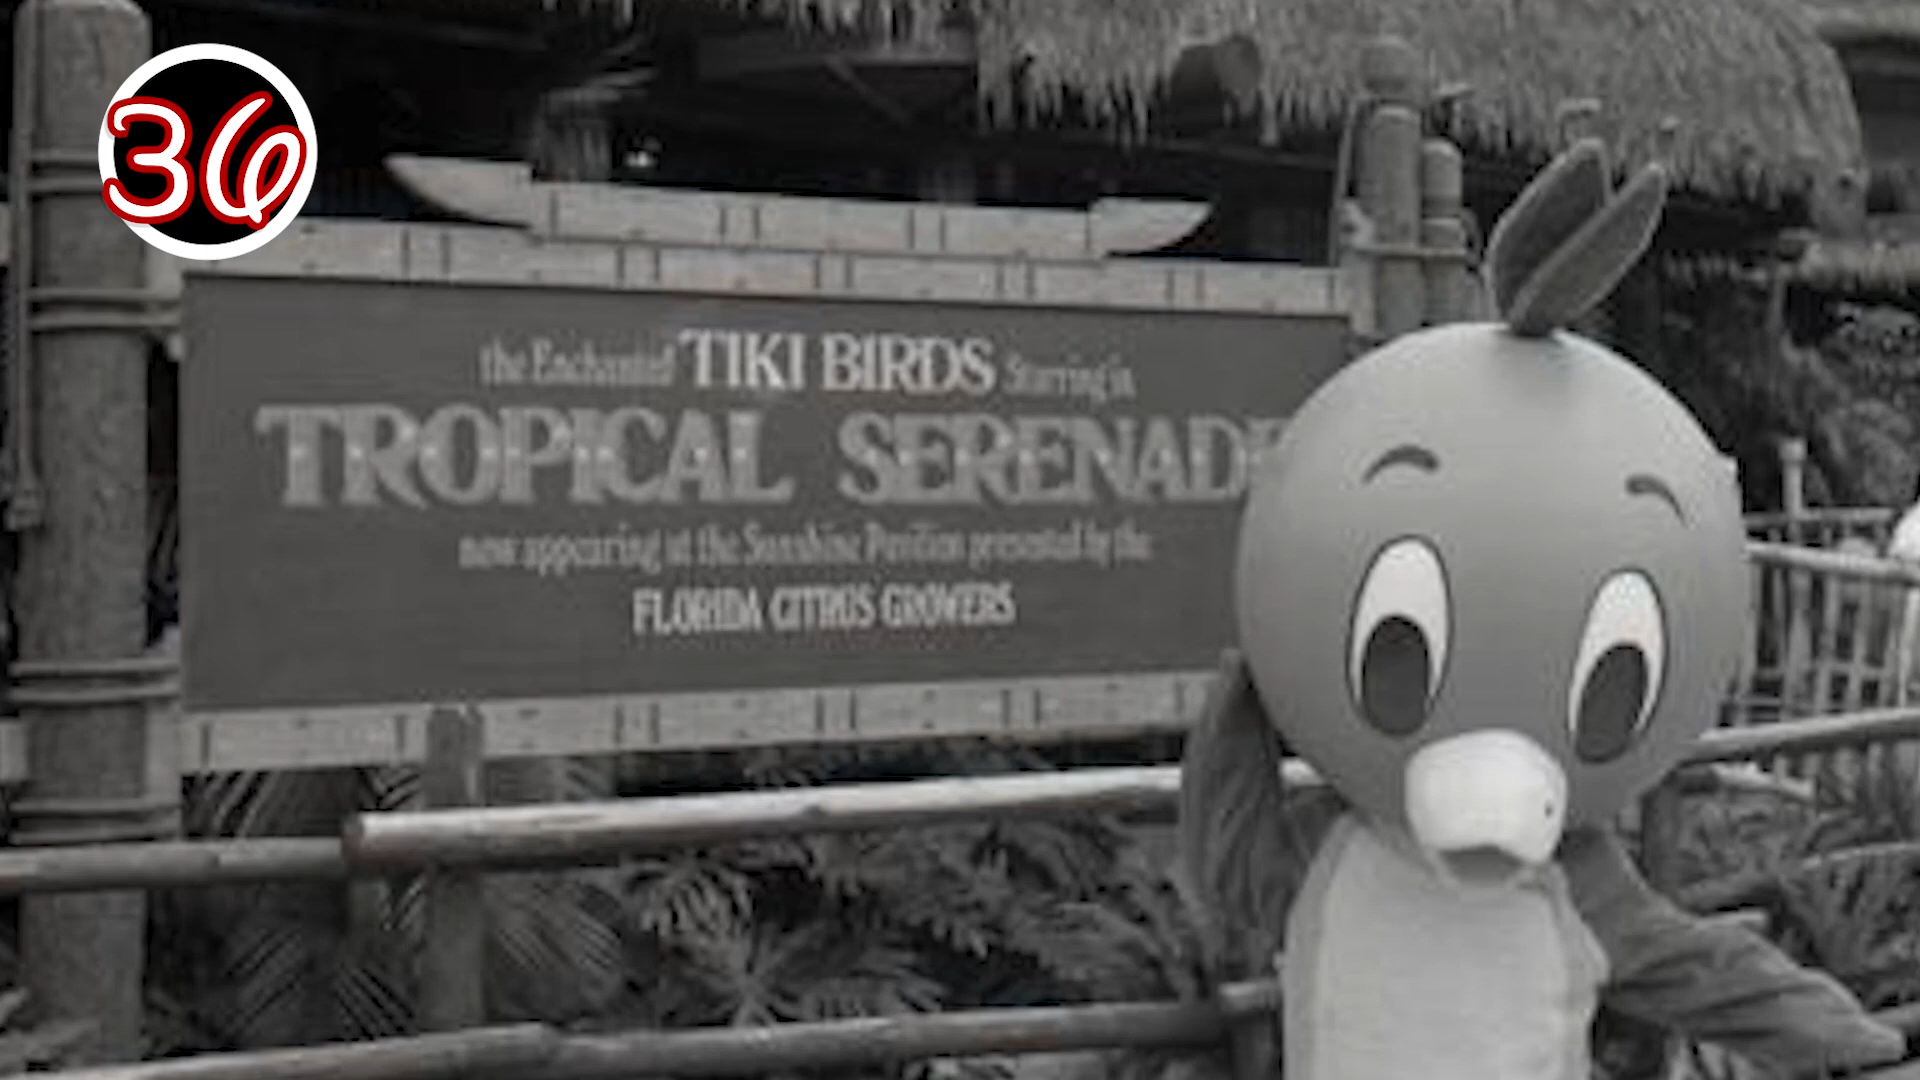 36
the Enchanted TIKI BIRDS Starring in
TROPICAL SERENADE
now appearing at the Sunshine Pavilion presented by the
FLORIDA CITRUS GROWERS